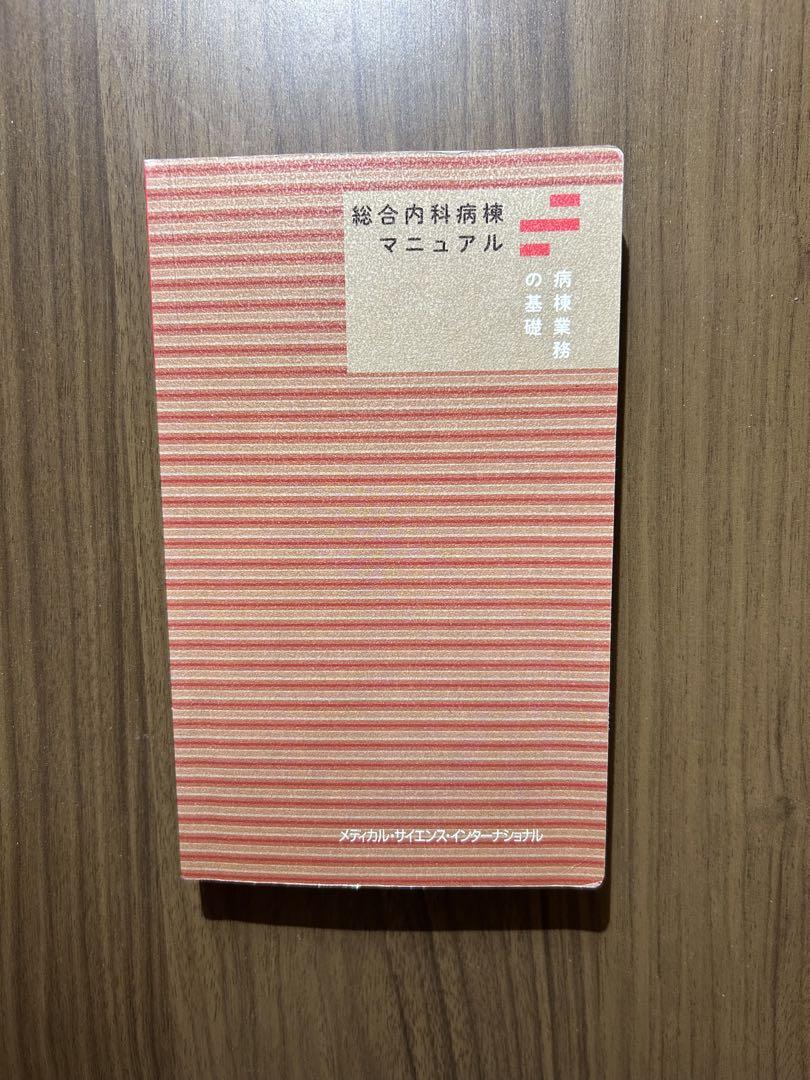 総合内科病棟
マニュアル
病棟業務
の基礎
メディカル・サイエンス・インターナショナル